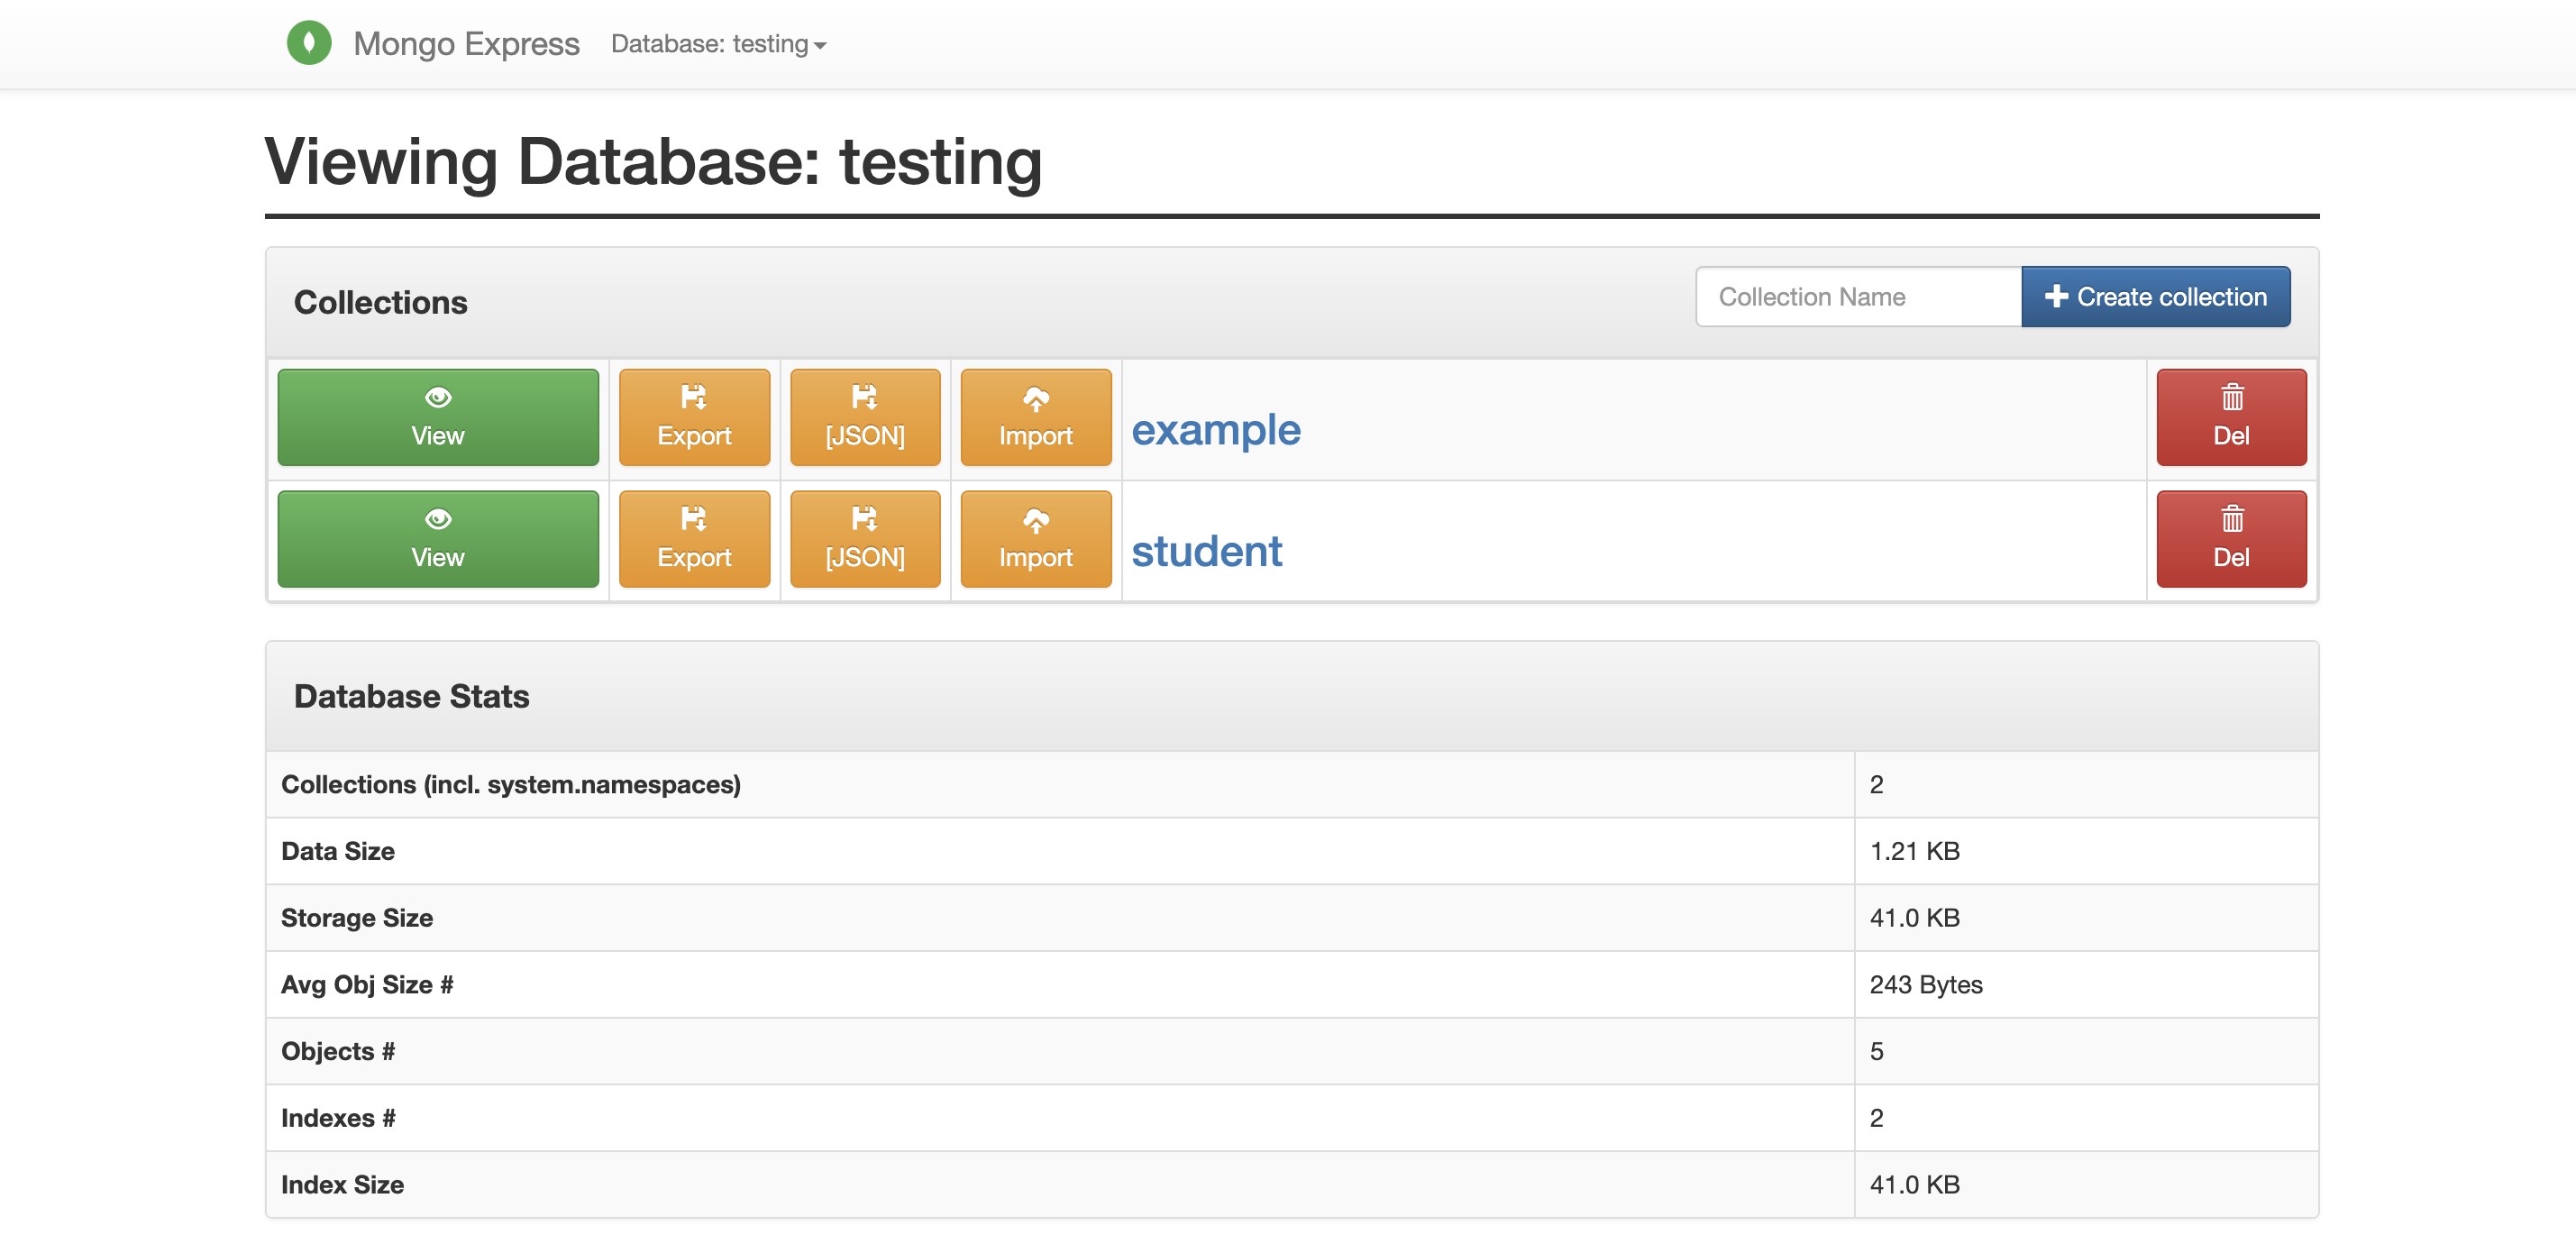 Mongo Express Database: testing
Viewing Database: testing
Collections
Collection Name
Create collection
View Export [JSON] Import example Del
View Export [JSON] Import student Del
Database Stats
Collections (incl. system.namespaces) 2
Data Size 1.21 KB
Storage Size 41.0 KB
Avg Obj Size # 243 Bytes
Objects # 5
Indexes # 2
Index Size 41.0 KB